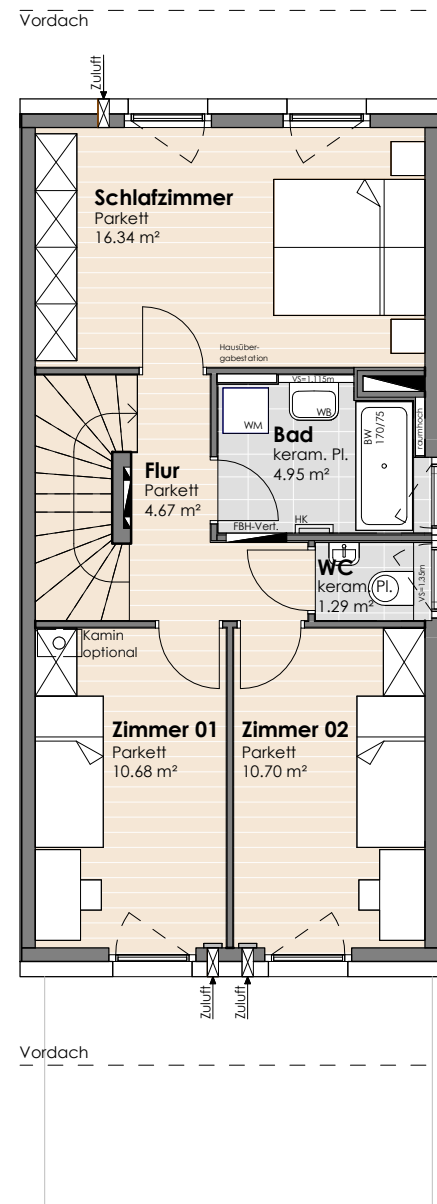 Vordach
Zuluft
Schlafzimmer
Parkett
16.34 m²
Hausüber-
gabestation
VS=1.115m
WM
WB
Bad
keram. Pl.
4.95 m²
BW
170/75
raumhoch
Flur
Parkett
4.67 m²
FBH-Vert.
HK
WC
keram. Pl.
1.29 m²
VS=1.35m
Kamin
optional
Zimmer 01
Parkett
10.68 m²
Zimmer 02
Parkett
10.70 m²
Zuluft
Zuluft
Vordach